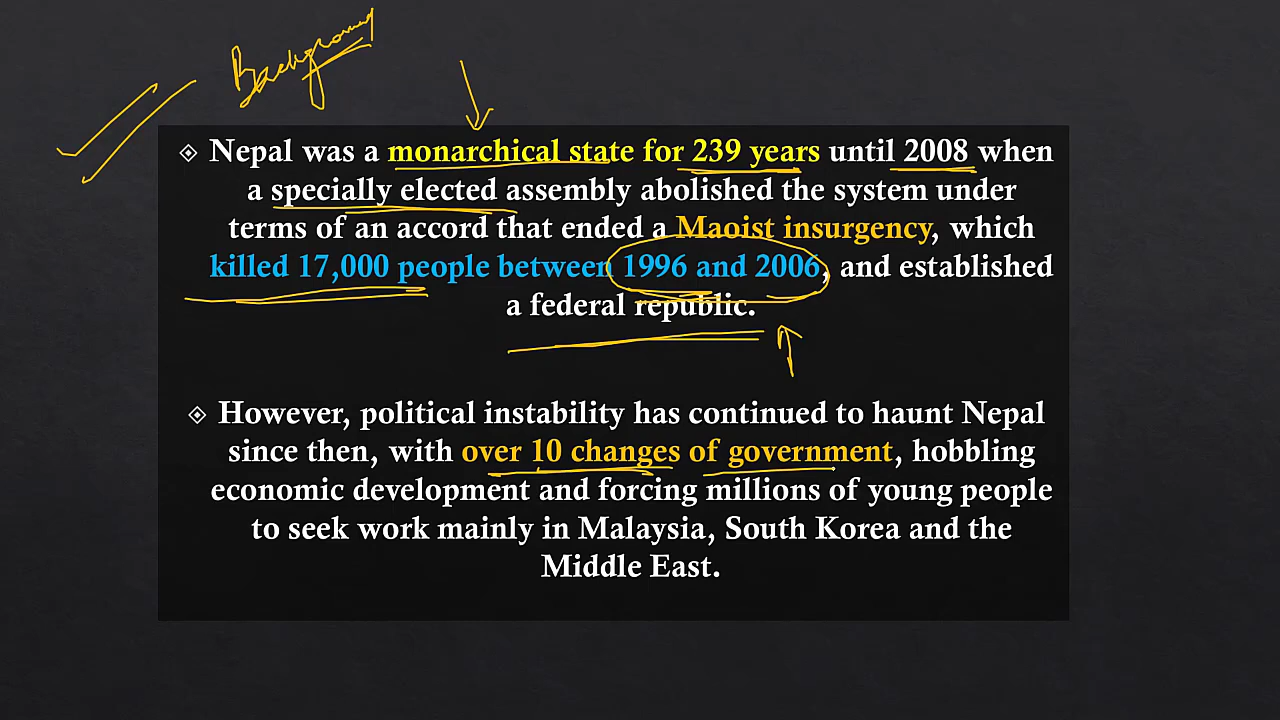 Background
Nepal was a monarchical state for 239 years until 2008 when
a specially elected assembly abolished the system under
terms of an accord that ended a Maoist insurgency, which
killed 17,000 people between 1996 and 2006, and established
a federal republic.
However, political instability has continued to haunt Nepal
since then, with over 10 changes of government, hobbling
economic development and forcing millions of young people
to seek work mainly in Malaysia, South Korea and the
Middle East.